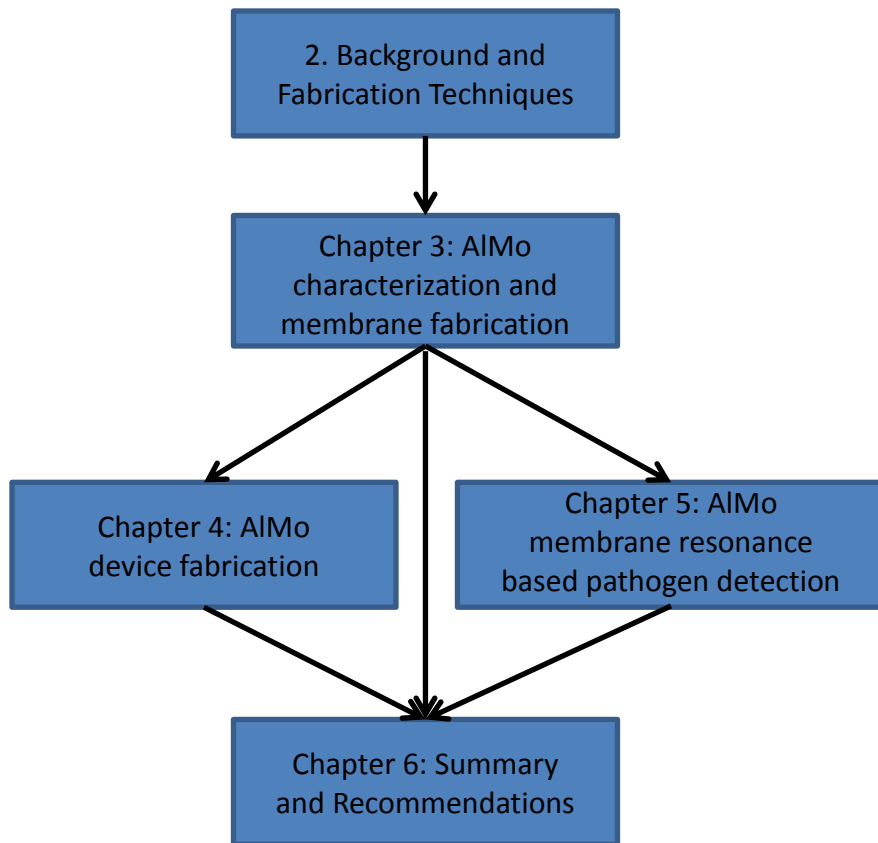 2. Background and
Fabrication Techniques
Chapter 3: AlMo
characterization and
membrane fabrication
Chapter 4: AlMo
device fabrication
Chapter 5: AlMo
membrane resonance
based pathogen detection
Chapter 6: Summary
and Recommendations